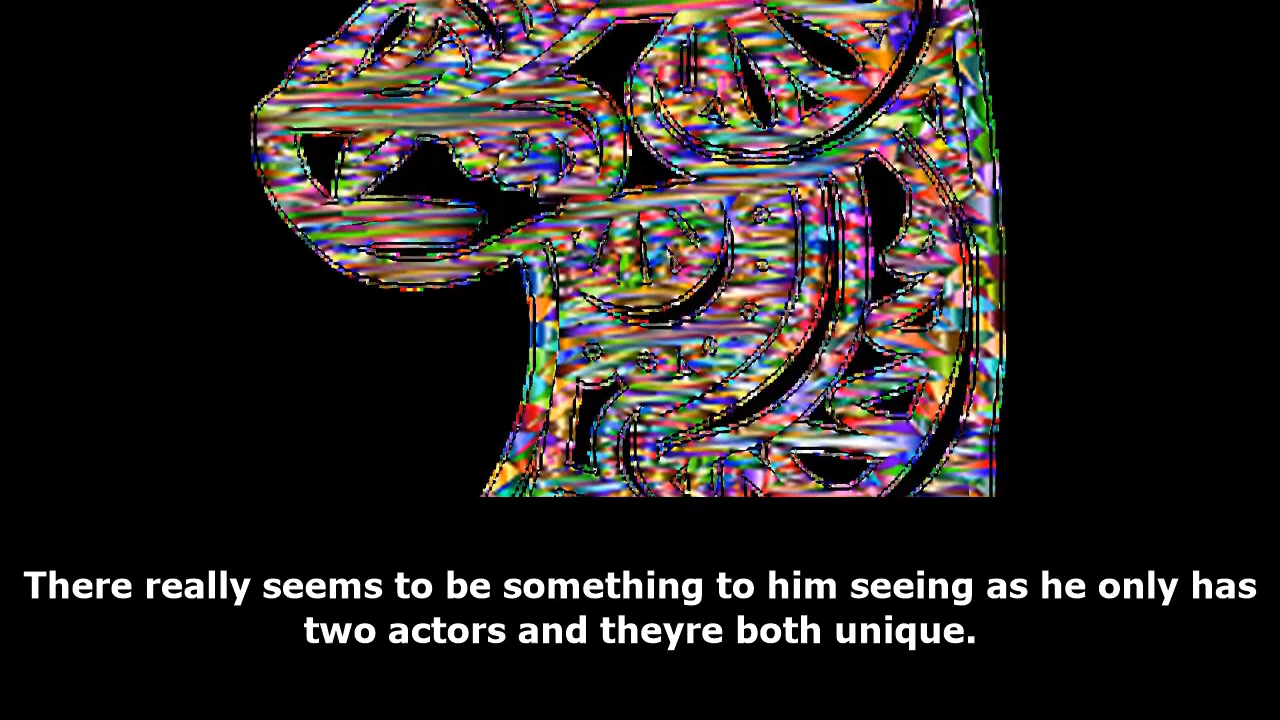 There really seems to be something to him seeing as he only has
two actors and theyre both unique.